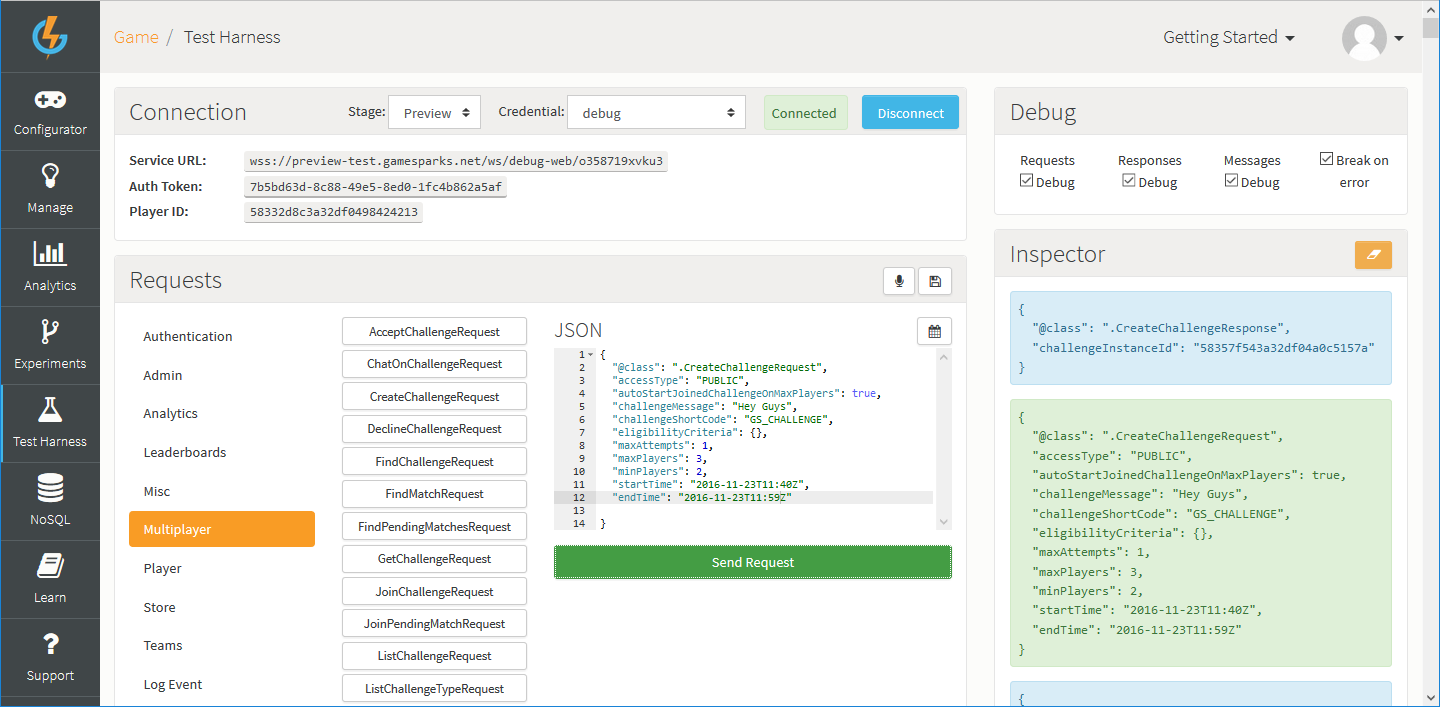 Game / Test Harness
Getting Started
Configurator
Manage
Analytics
Experiments
Test Harness
NoSQL
Learn
Support
Connection
Stage: Preview
Credential: debug
Connected
Disconnect
Service URL: wss://preview-test.gamesparks.net/ws/debug-web/o358719xvku3
Auth Token: 7b5bd63d-8c88-49e5-8ed0-1fc4b862a5af
Player ID: 58332d8c3a32df0498424213
Requests
Authentication
Admin
Analytics
Leaderboards
Misc
Multiplayer
Player
Store
Teams
Log Event
AcceptChallengeRequest
ChatOnChallengeRequest
CreateChallengeRequest
DeclineChallengeRequest
FindChallengeRequest
FindMatchRequest
FindPendingMatchesRequest
GetChallengeRequest
JoinChallengeRequest
JoinPendingMatchRequest
ListChallengeRequest
ListChallengeTypeRequest
JSON
1 {
2 "@class": ".CreateChallengeRequest",
3 "accessType": "PUBLIC",
4 "autoStartJoinedChallengeOnMaxPlayers": true,
5 "challengeMessage": "Hey Guys",
6 "challengeShortCode": "GS_CHALLENGE",
7 "eligibilityCriteria": {},
8 "maxAttempts": 1,
9 "maxPlayers": 3,
10 "minPlayers": 2,
11 "startTime": "2016-11-23T11:40Z",
12 "endTime": "2016-11-23T11:59Z"
13
14 }
Send Request
Debug
Requests
Debug
Responses
Debug
Messages
Debug
Break on
error
Inspector
{
"@class": ".CreateChallengeResponse",
"challengeInstanceId": "58357f543a32df04a0c5157a"
}
{
"@class": ".CreateChallengeRequest",
"accessType": "PUBLIC",
"autoStartJoinedChallengeOnMaxPlayers": true,
"challengeMessage": "Hey Guys",
"challengeShortCode": "GS_CHALLENGE",
"eligibilityCriteria": {},
"maxAttempts": 1,
"maxPlayers": 3,
"minPlayers": 2,
"startTime": "2016-11-23T11:40Z",
"endTime": "2016-11-23T11:59Z"
}
{